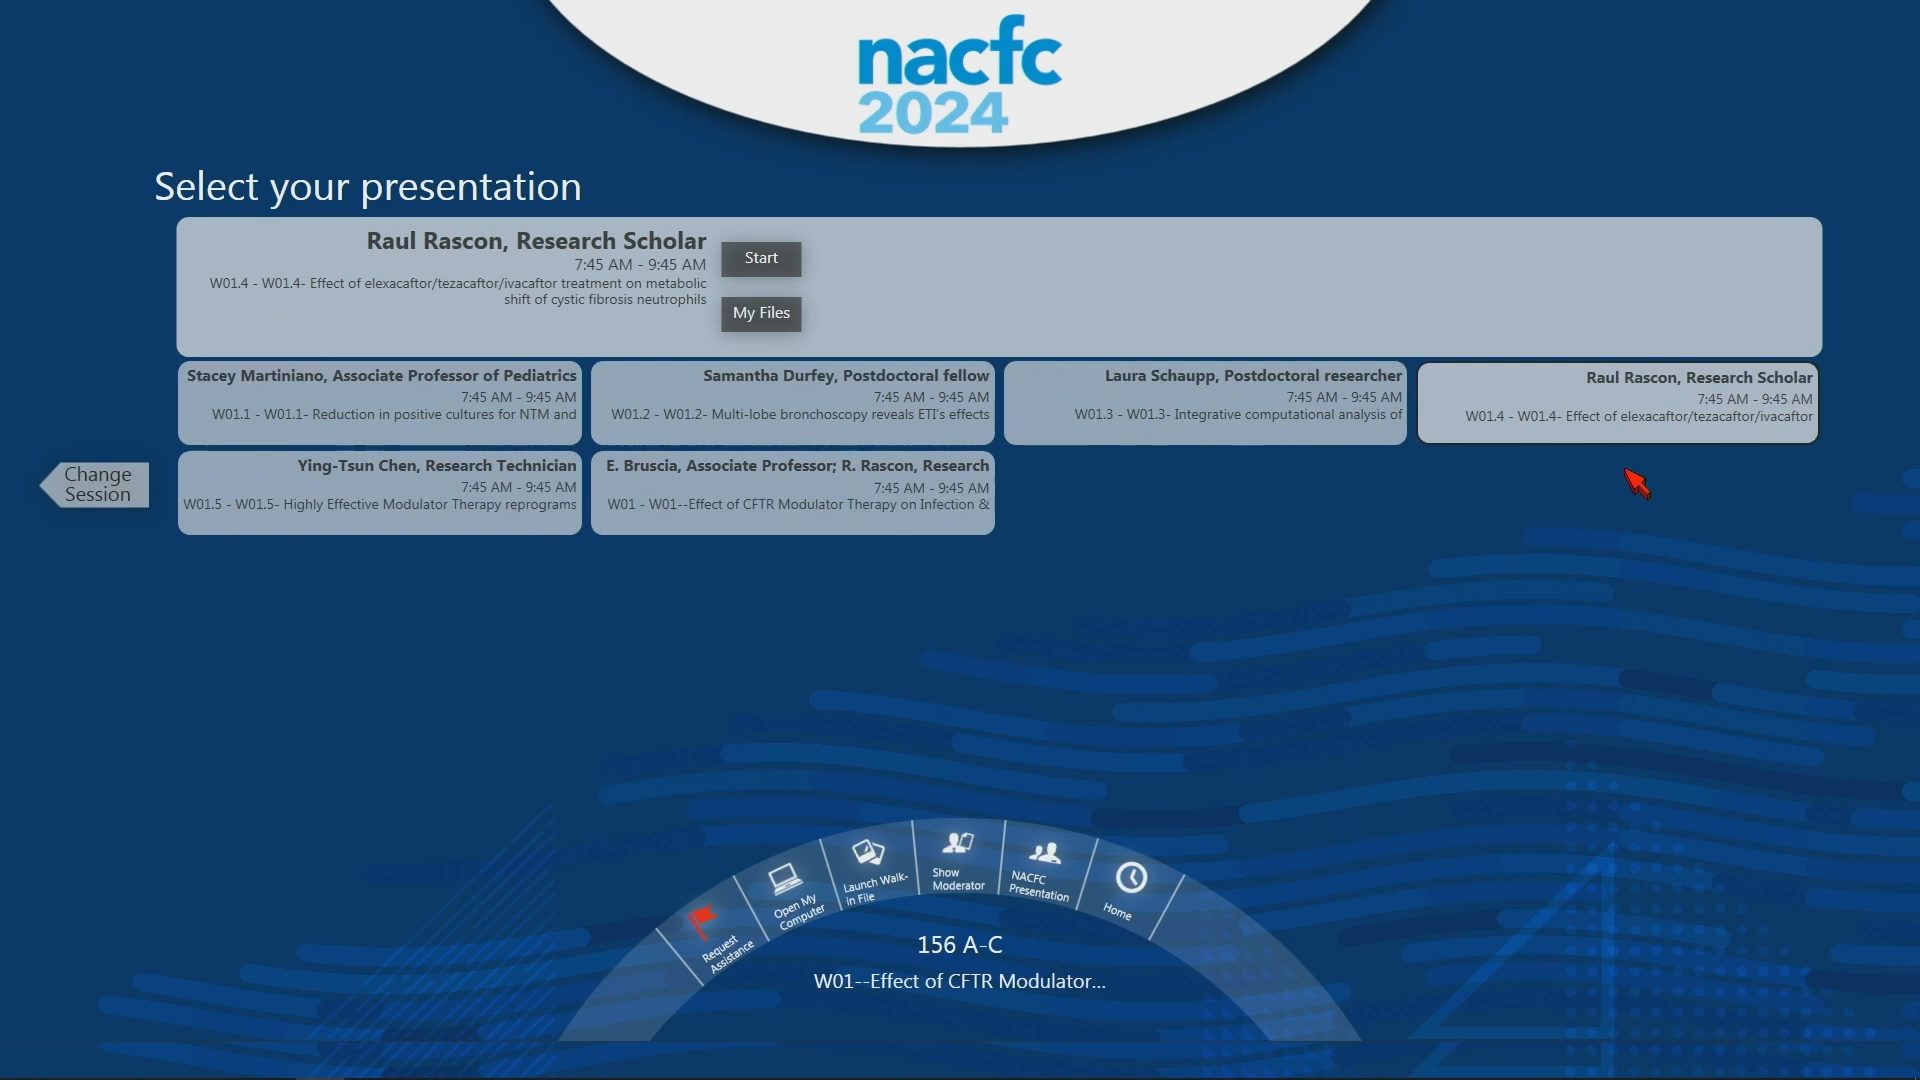 nacfc
2024
Select your presentation
Raul Rascon, Research Scholar
7:45 AM - 9:45 AM
W01.4 - W01.4- Effect of elexacaftor/tezacaftor/ivacaftor treatment on metabolic
shift of cystic fibrosis neutrophils
Start
My Files
Stacey Martiniano, Associate Professor of Pediatrics
7:45 AM - 9:45 AM
W01.1 - W01.1- Reduction in positive cultures for NTM and
Samantha Durfey, Postdoctoral fellow
7:45 AM - 9:45 AM
W01.2 - W01.2- Multi-lobe bronchoscopy reveals ETI's effects
Laura Schaupp, Postdoctoral researcher
7:45 AM - 9:45 AM
W01.3 - W01.3- Integrative computational analysis of
Raul Rascon, Research Scholar
7:45 AM - 9:45 AM
W01.4 - W01.4- Effect of elexacaftor/tezacaftor/ivacaftor
Change
Session
Ying-Tsun Chen, Research Technician
7:45 AM - 9:45 AM
W01.5 - W01.5- Highly Effective Modulator Therapy reprograms
E. Bruscia, Associate Professor; R. Rascon, Research
7:45 AM - 9:45 AM
W01 - W01--Effect of CFTR Modulator Therapy on Infection &
Request
Assistance
Open My
Computer
Launch Walk-
in File
Show
Moderator
NACFC
Presentation
Home
156 A-C
W01--Effect of CFTR Modulator...